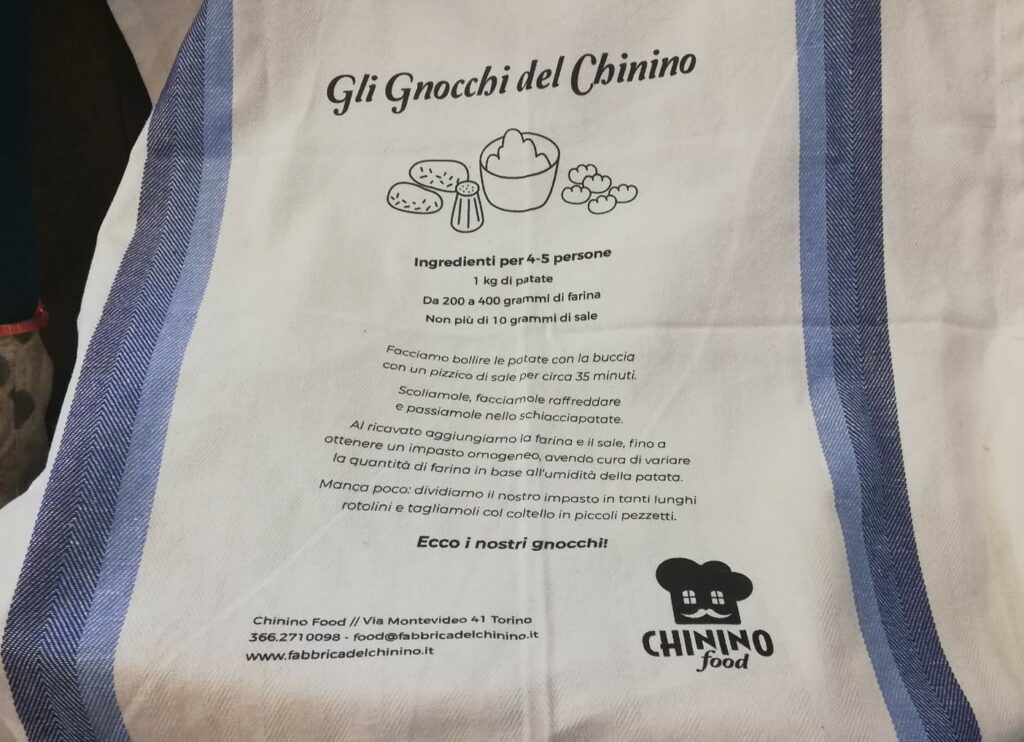 Gli Gnocchi del Chinino
Ingredienti per 4-5 persone
1 kg di patate
Da 200 a 400 grammi di farina
Non più di 10 grammi di sale
Facciamo bollire le patate con la buccia
con un pizzico di sale per circa 35 minuti.
Scoliamole, facciamole raffreddare
e passiamole nello schiacciapatate.
Al ricavato aggiungiamo la farina e il sale, fino a
ottenere un impasto omogeneo, avendo cura di variare
la quantità di farina in base all'umidità della patata.
Manca poco: dividiamo il nostro impasto in tanti lunghi
rotolini e tagliamoli col coltello in piccoli pezzetti.
Ecco i nostri gnocchi!
Chinino Food // Via Montevideo 41 Torino
366.2710098 - food@fabbricadelchinino.it
www.fabbricadelchinino.it
CHININO
food